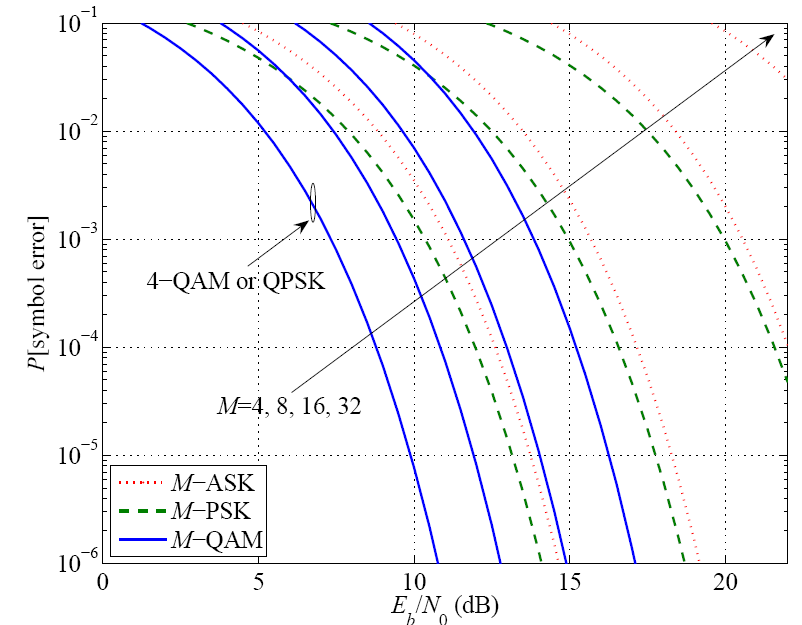 10⁻¹
10⁻²
10⁻³
10⁻⁴
10⁻⁵
10⁻⁶
P[symbol error]
4−QAM or QPSK
M=4, 8, 16, 32
M−ASK
M−PSK
M−QAM
0 5 10 15 20
E_b/N_0 (dB)